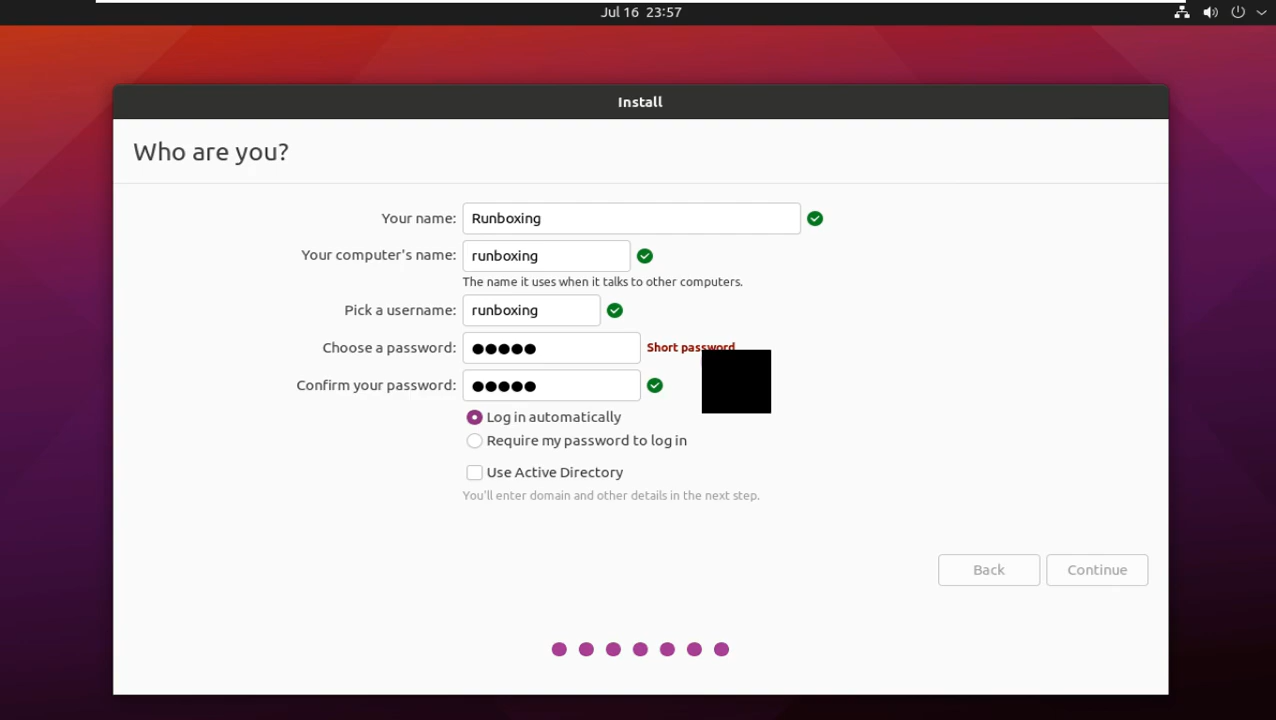 Jul 16 23:57
Install
Who are you?
Your name: Runboxing
Your computer's name: runboxing
The name it uses when it talks to other computers.
Pick a username: runboxing
Choose a password: ●●●●● Short password
Confirm your password: ●●●●●
Log in automatically
Require my password to log in
Use Active Directory
You'll enter domain and other details in the next step.
Back Continue